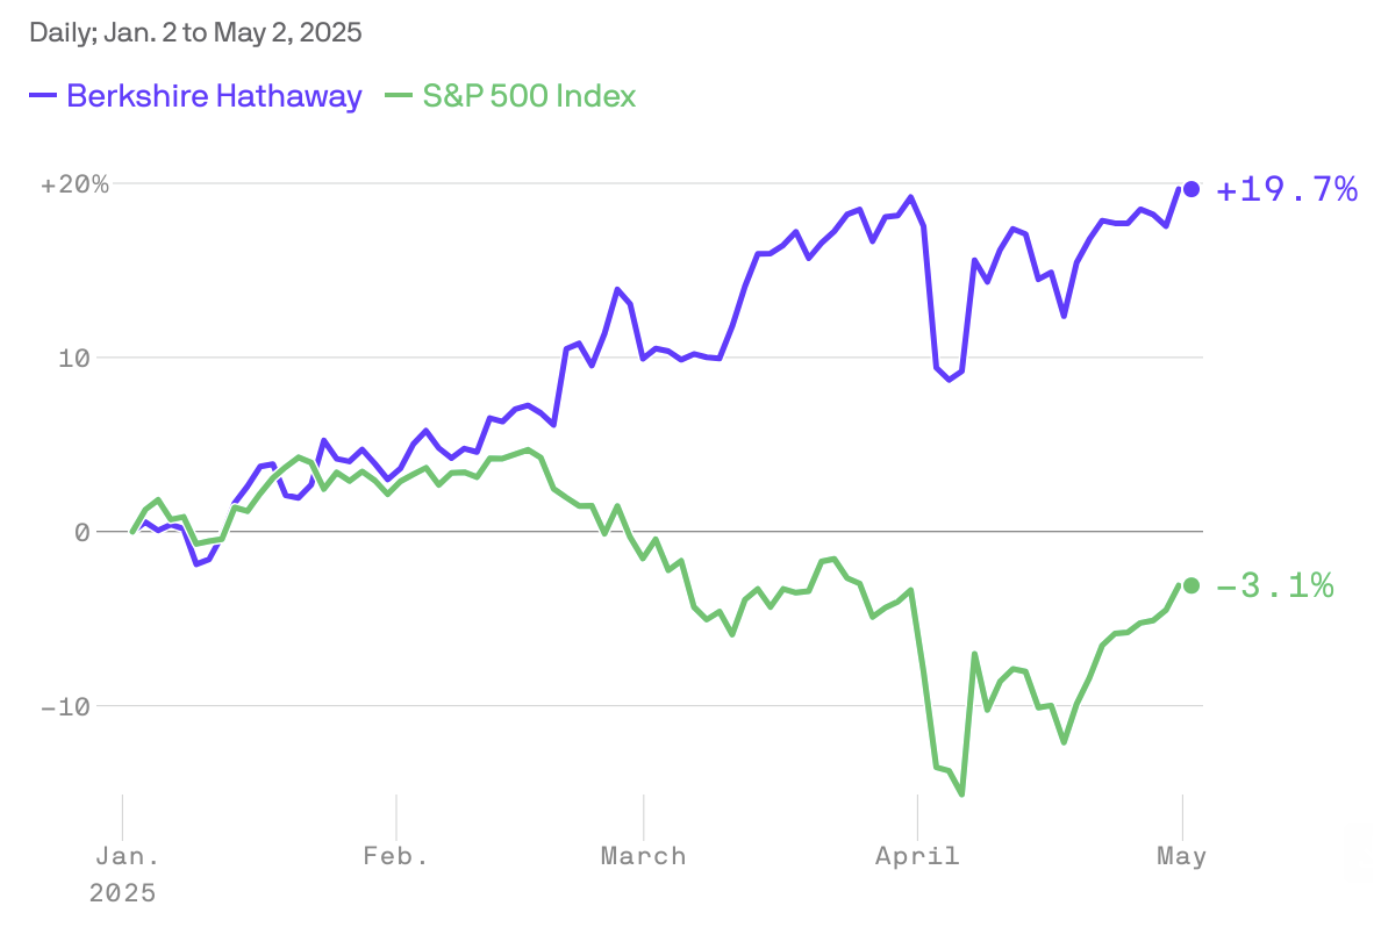 Daily; Jan. 2 to May 2, 2025
Berkshire Hathaway S&P 500 Index
+20%
+19.7%
10
0
-3.1%
-10
Jan. Feb. March April May
2025